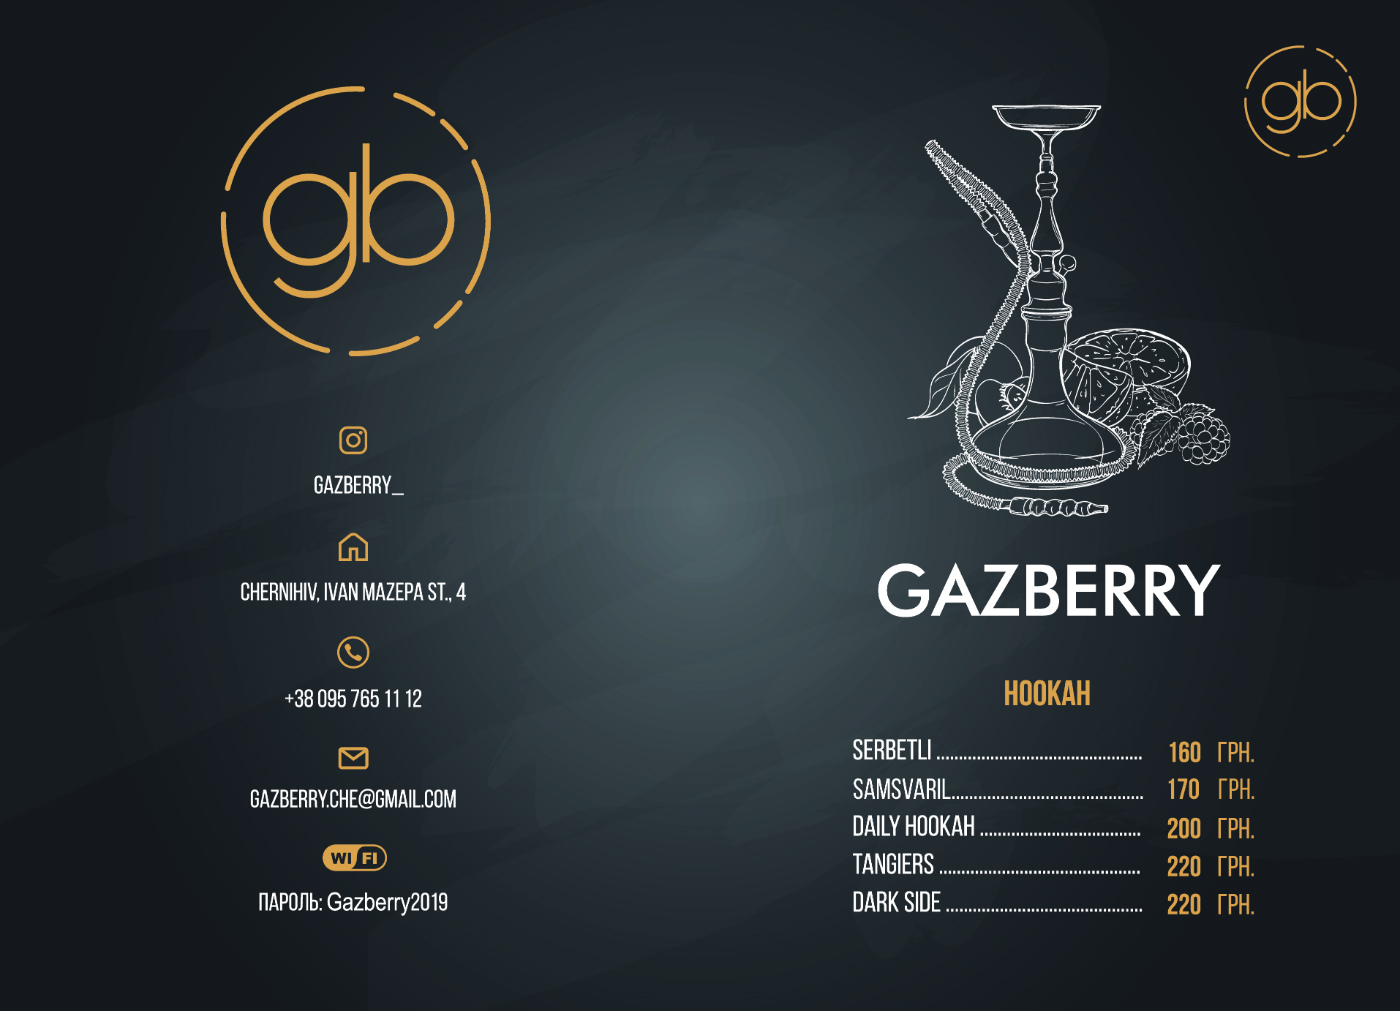 gb
GAZBERRY_
CHERNIHIV, IVAN MAZEPA ST., 4
+38 095 765 11 12
GAZBERRY.CHE@GMAIL.COM
WI FI
ПАРОЛЬ: Gazberry2019
gb
GAZBERRY
HOOKAH
SERBETLI ........................................ 160 ГРН.
SAMSVARIL........................................ 170 ГРН.
DAILY HOOKAH ................................ 200 ГРН.
TANGIERS ........................................ 220 ГРН.
DARK SIDE ....................................... 220 ГРН.